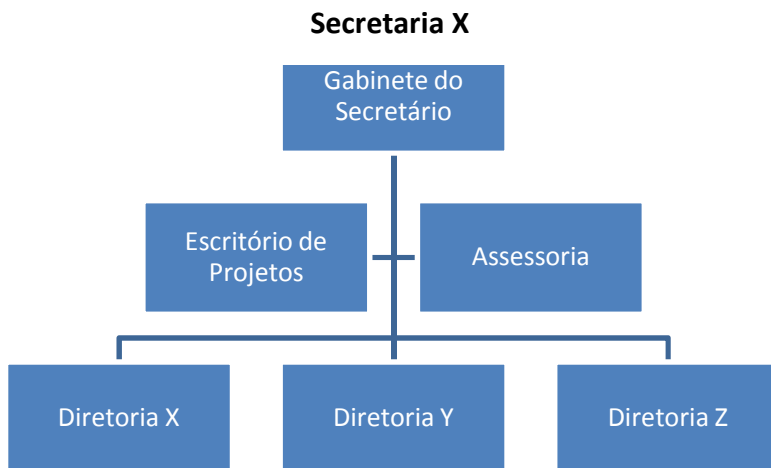 Secretaria X
Gabinete do
Secretário
Escritório de
Projetos
Assessoria
Diretoria X
Diretoria Y
Diretoria Z